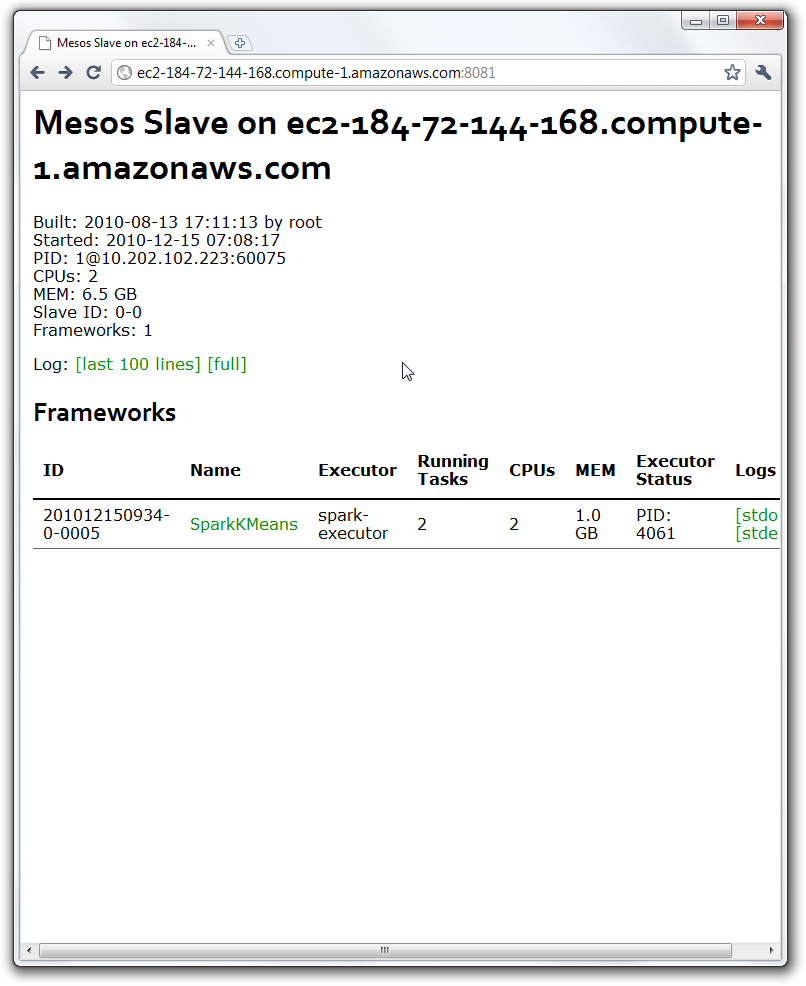 Mesos Slave on ec2-184-...
ec2-184-72-144-168.compute-1.amazonaws.com:8081
Mesos Slave on ec2-184-72-144-168.compute-
1.amazonaws.com
Built: 2010-08-13 17:11:13 by root
Started: 2010-12-15 07:08:17
PID: 1@10.202.102.223:60075
CPUs: 2
MEM: 6.5 GB
Slave ID: 0-0
Frameworks: 1
Log: [last 100 lines] [full]
Frameworks
ID Name Executor Running Tasks CPUs MEM Executor Status Logs
201012150934-0-0005 SparkKMeans spark-executor 2 2 1.0 GB PID: 4061 [stdo [stde